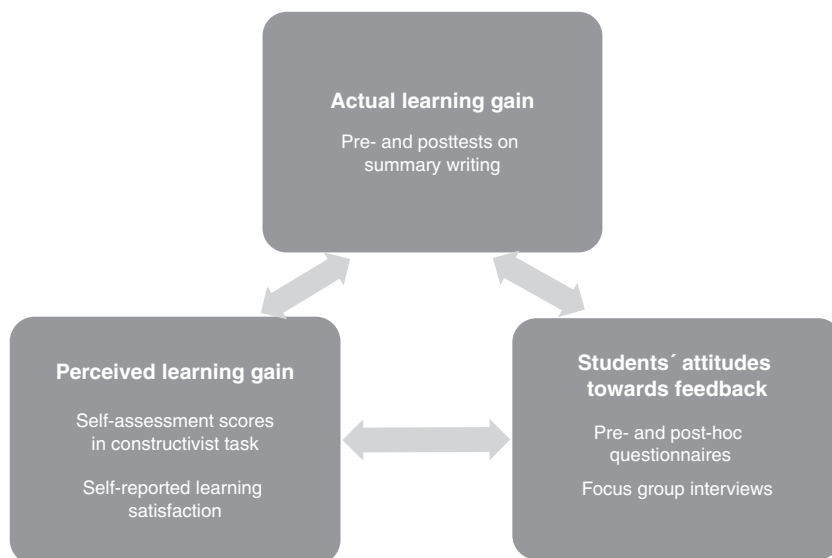 Actual learning gain
Pre- and posttests on
summary writing
Perceived learning gain
Self-assessment scores
in constructivist task
Self-reported learning
satisfaction
Students´ attitudes
towards feedback
Pre- and post-hoc
questionnaires
Focus group interviews